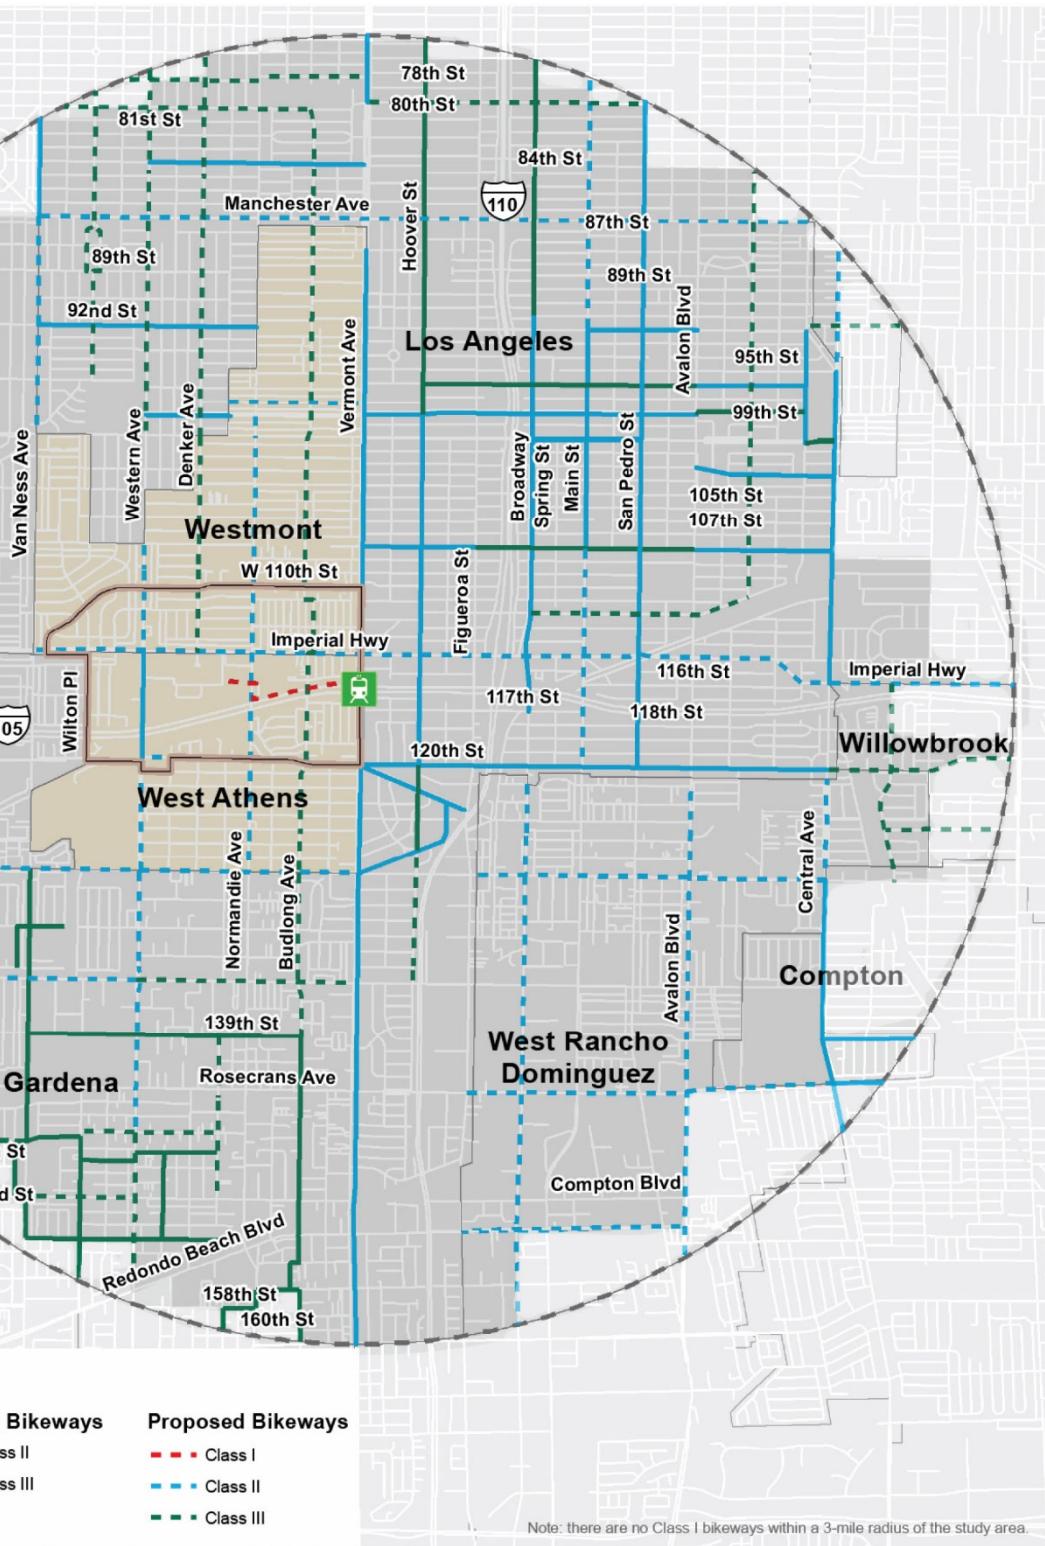 78th St
80th St
81st St
84th St
Hoover St
110
Manchester Ave
87th St
89th St
89th St
92nd St
Vermont Ave
Los Angeles
Avalon Blvd
95th St
99th St
Van Ness Ave
Western Ave
Denker Ave
Broadway
Spring St
Main St
San Pedro St
105th St
107th St
Westmont
W 110th St
Figueroa St
Imperial Hwy
116th St
Imperial Hwy
05
Wilton Pl
117th St
118th St
Willowbrook
120th St
West Athens
Normandie Ave
Budlong Ave
Central Ave
Avalon Blvd
Compton
139th St
West Rancho
Dominguez
Gardena
Rosecrans Ave
St
d St
Compton Blvd
Redondo Beach Blvd
158th St
160th St
Bikeways
ss II
ss III
Proposed Bikeways
Class I
Class II
Class III
Note: there are no Class I bikeways within a 3-mile radius of the study area.